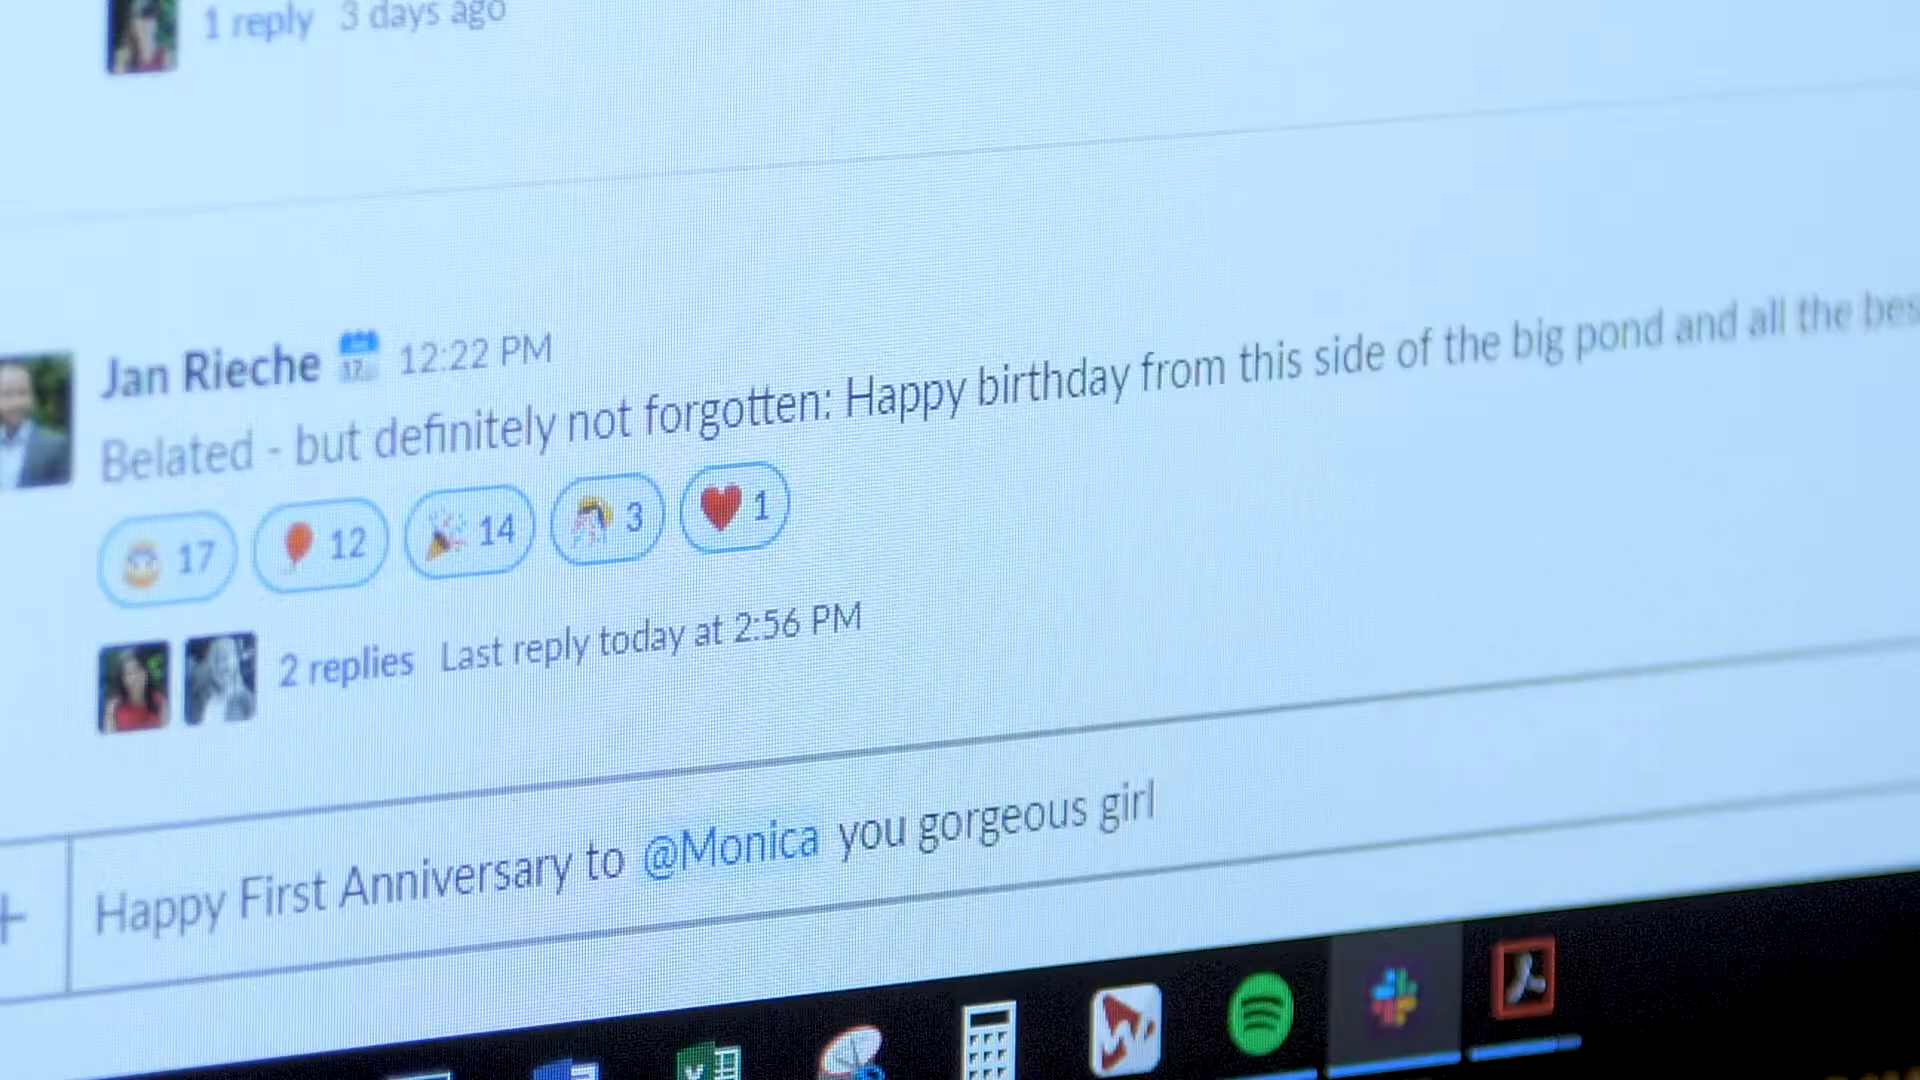 1 reply 3 days ago
Jan Rieche 17 12:22 PM
Belated - but definitely not forgotten: Happy birthday from this side of the big pond and all the bes
17 12 14 3 1
2 replies Last reply today at 2:56 PM
+ Happy First Anniversary to @Monica you gorgeous girl